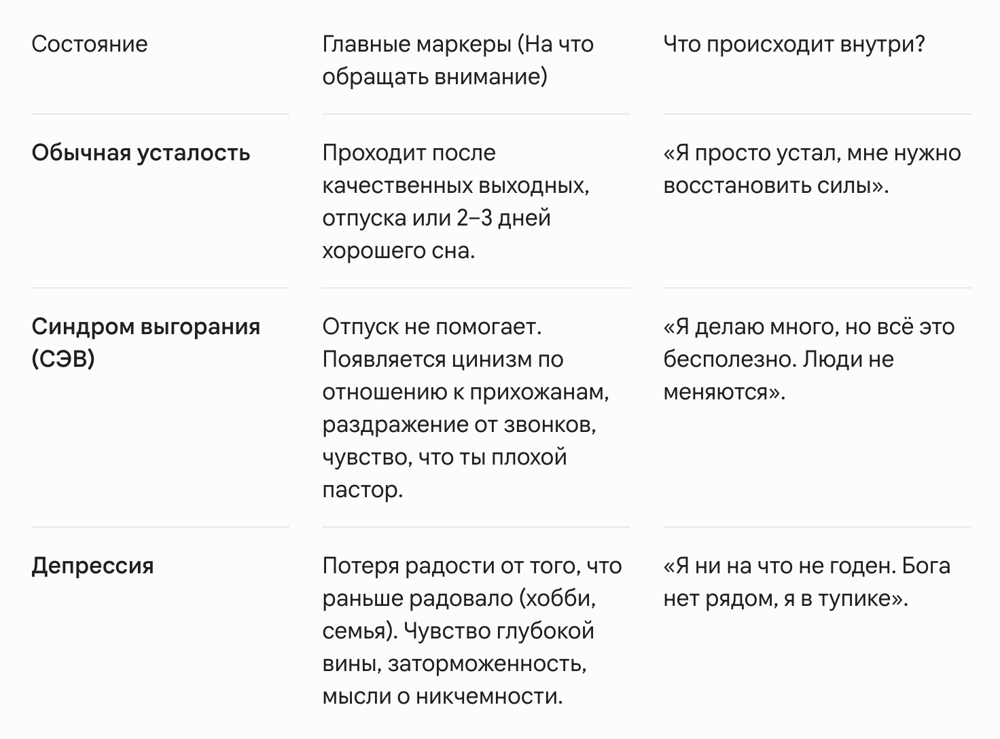 Состояние
Главные маркеры (На что
обращать внимание)
Что происходит внутри?
Обычная усталость
Проходит после
качественных выходных,
отпуска или 2–3 дней
хорошего сна.
«Я просто устал, мне нужно
восстановить силы».
Синдром выгорания
(СЭВ)
Отпуск не помогает.
Появляется цинизм по
отношению к прихожанам,
раздражение от звонков,
чувство, что ты плохой
пастор.
«Я делаю много, но всё это
бесполезно. Люди не
меняются».
Депрессия
Потеря радости от того, что
раньше радовало (хобби,
семья). Чувство глубокой
вины, заторможенность,
мысли о никчемности.
«Я ни на что не годен. Бога
нет рядом, я в тупике».